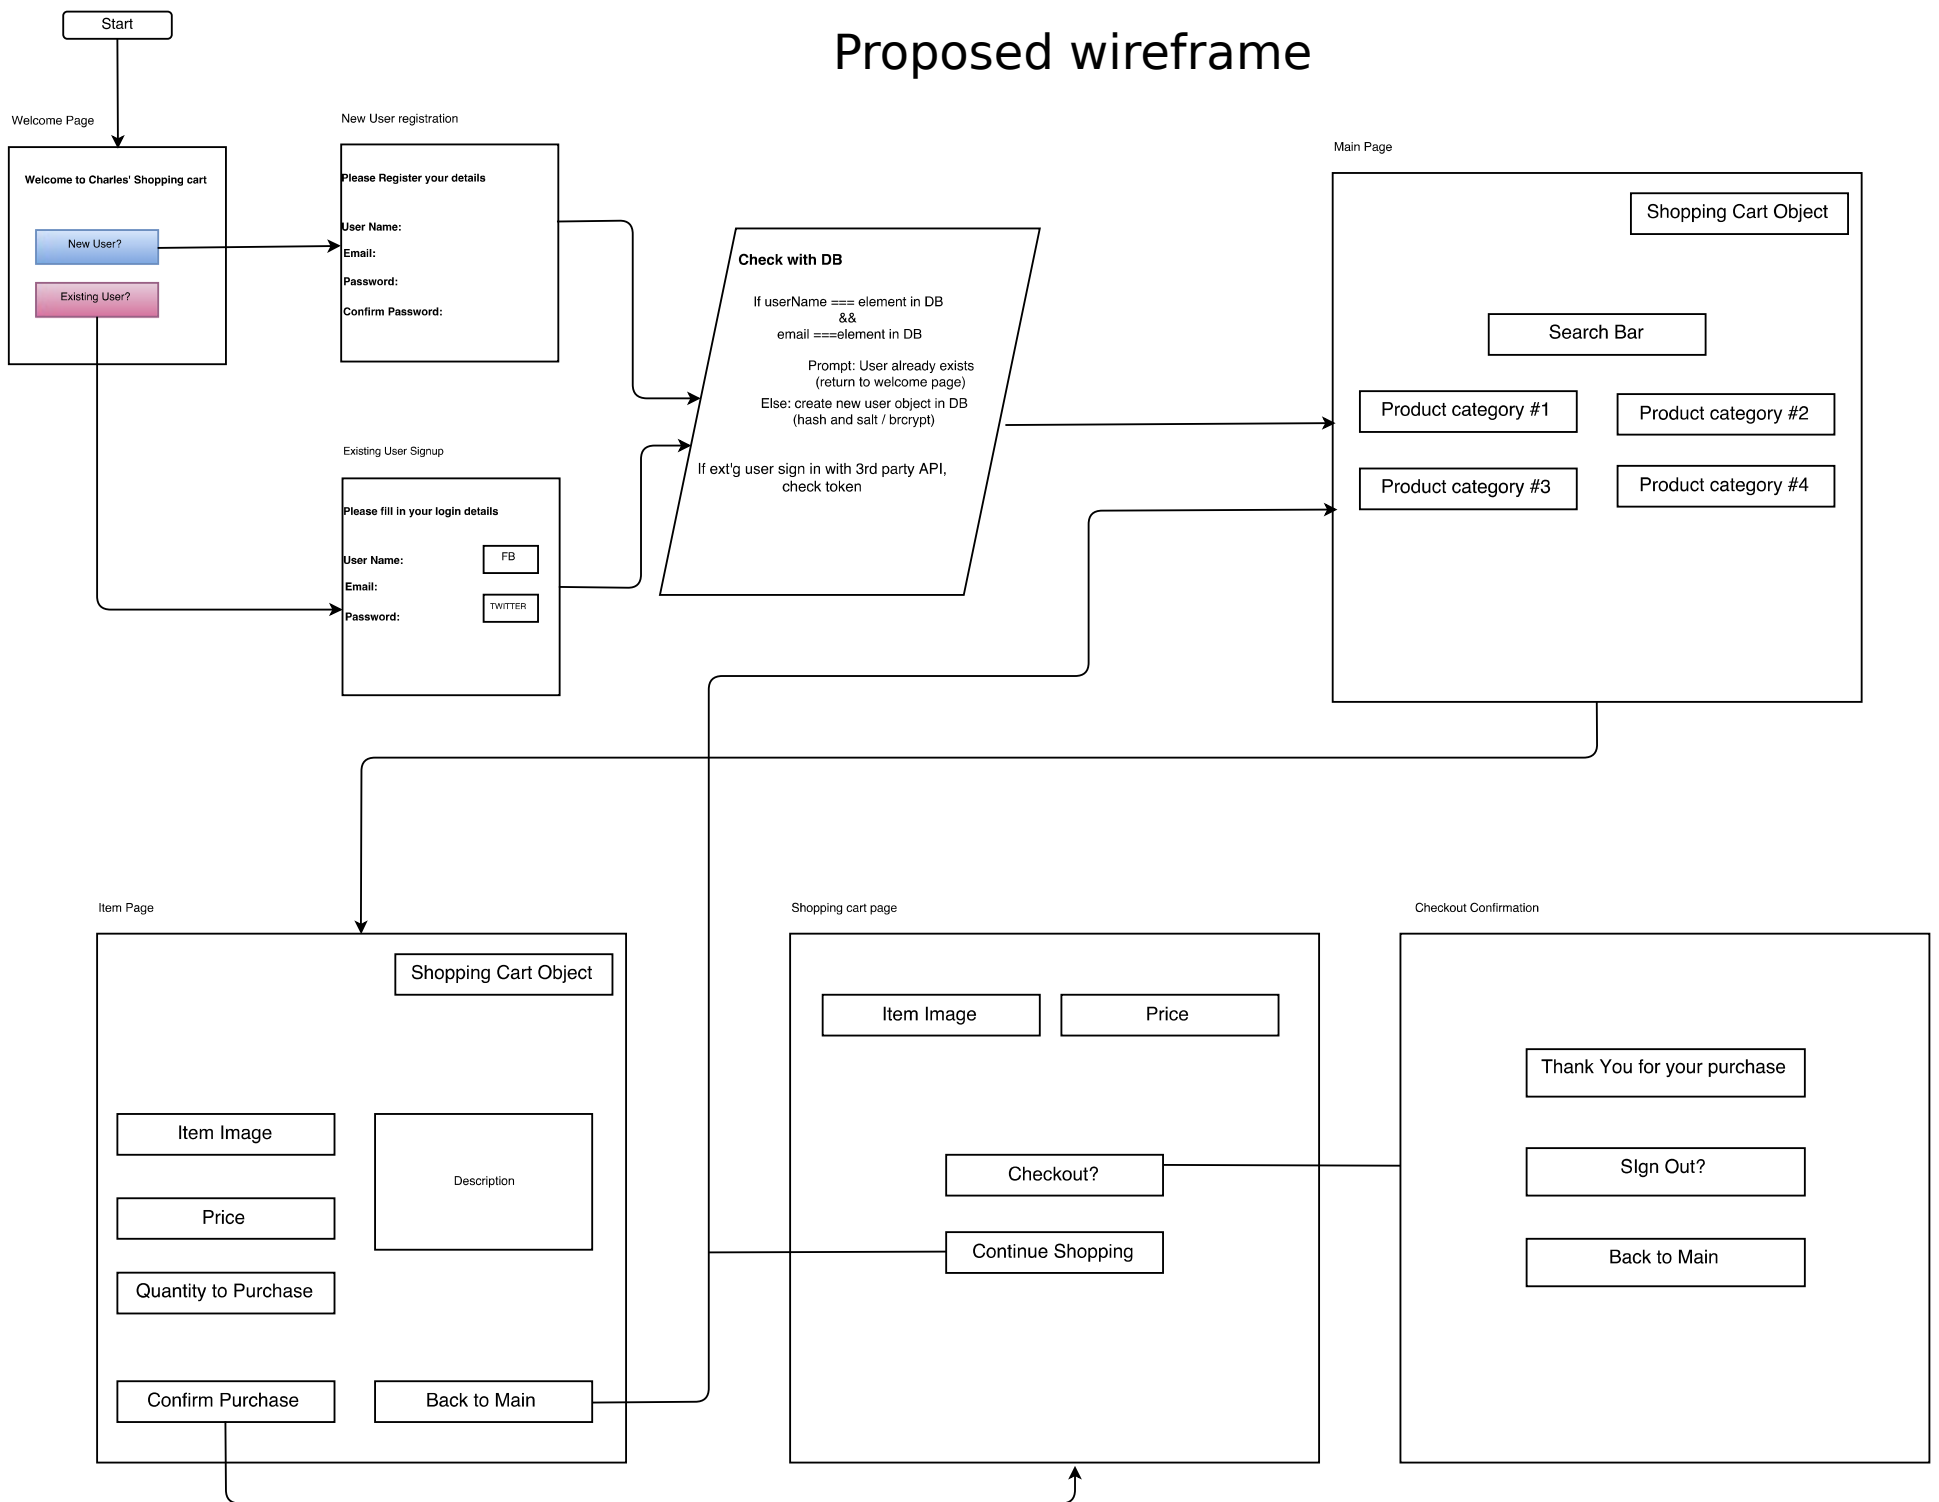 Start
Proposed wireframe
Welcome Page
Welcome to Charles' Shopping cart
New User?
Existing User?
New User registration
Please Register your details
User Name:
Email:
Password:
Confirm Password:
Existing User Signup
Please fill in your login details
User Name:
FB
Email:
TWITTER
Password:
Check with DB
If userName === element in DB
&&
email ===element in DB
Prompt: User already exists
(return to welcome page)
Else: create new user object in DB
(hash and salt / brcrypt)
If ext'g user sign in with 3rd party API,
check token
Main Page
Shopping Cart Object
Search Bar
Product category #1
Product category #2
Product category #3
Product category #4
Item Page
Shopping Cart Object
Item Image
Description
Price
Quantity to Purchase
Confirm Purchase
Back to Main
Shopping cart page
Item Image
Price
Checkout?
Continue Shopping
Checkout Confirmation
Thank You for your purchase
SIgn Out?
Back to Main